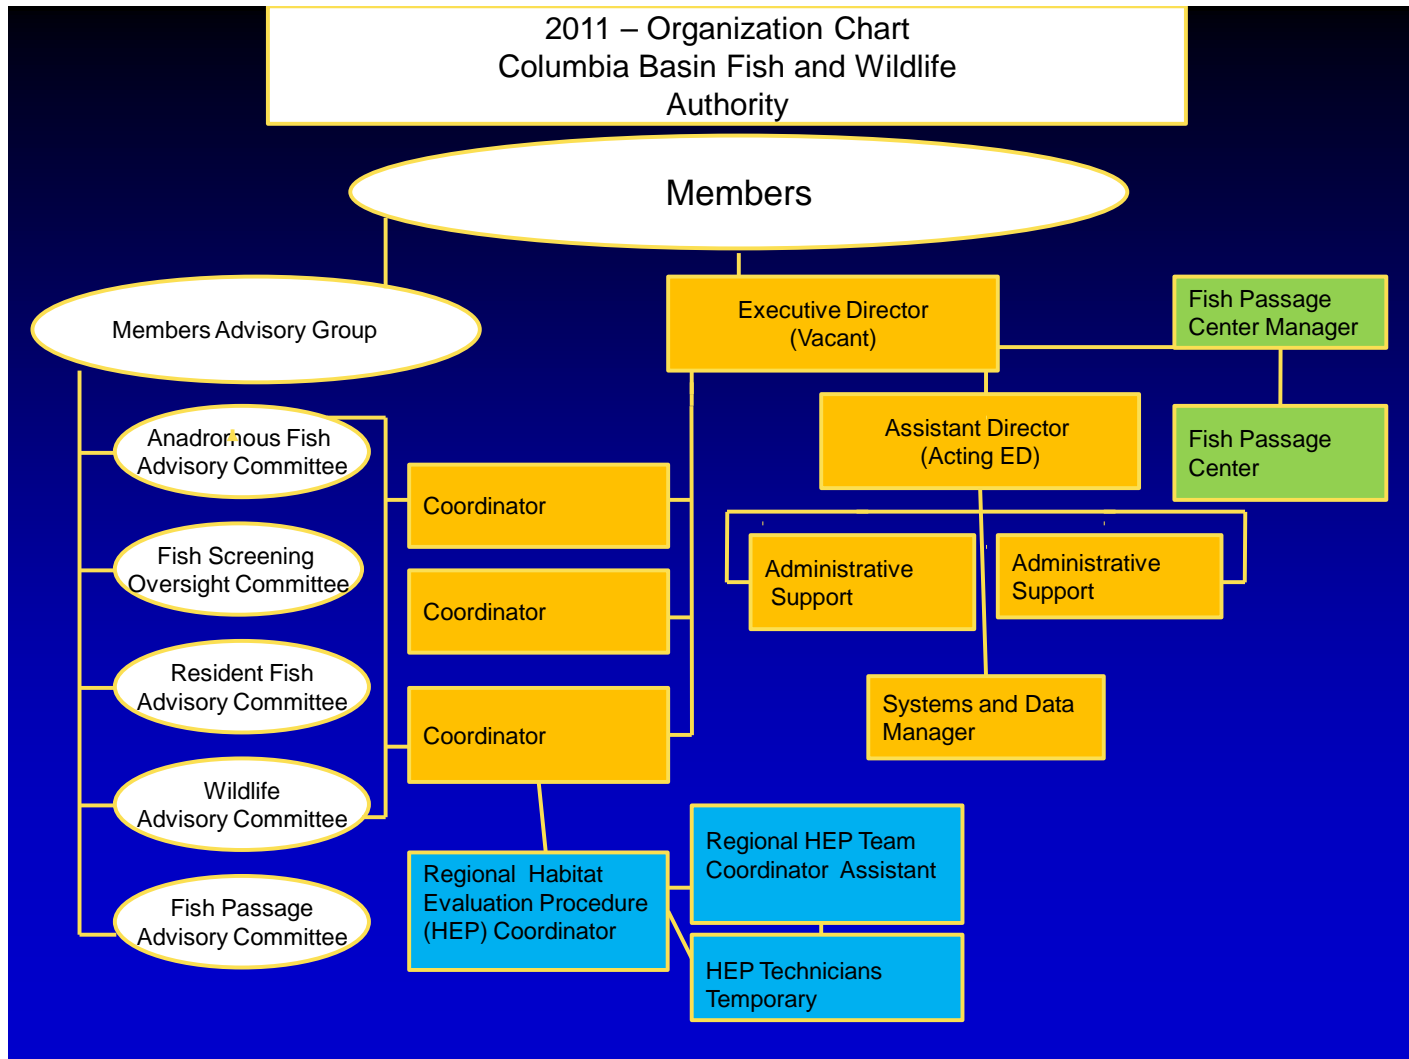 2011 – Organization Chart
Columbia Basin Fish and Wildlife
Authority
Members
Members Advisory Group
Executive Director
(Vacant)
Fish Passage
Center Manager
Assistant Director
(Acting ED)
Fish Passage
Center
Anadromous Fish
Advisory Committee
Fish Screening
Oversight Committee
Resident Fish
Advisory Committee
Wildlife
Advisory Committee
Fish Passage
Advisory Committee
Coordinator
Coordinator
Coordinator
Administrative
Support
Administrative
Support
Systems and Data
Manager
Regional Habitat
Evaluation Procedure
(HEP) Coordinator
Regional HEP Team
Coordinator Assistant
HEP Technicians
Temporary